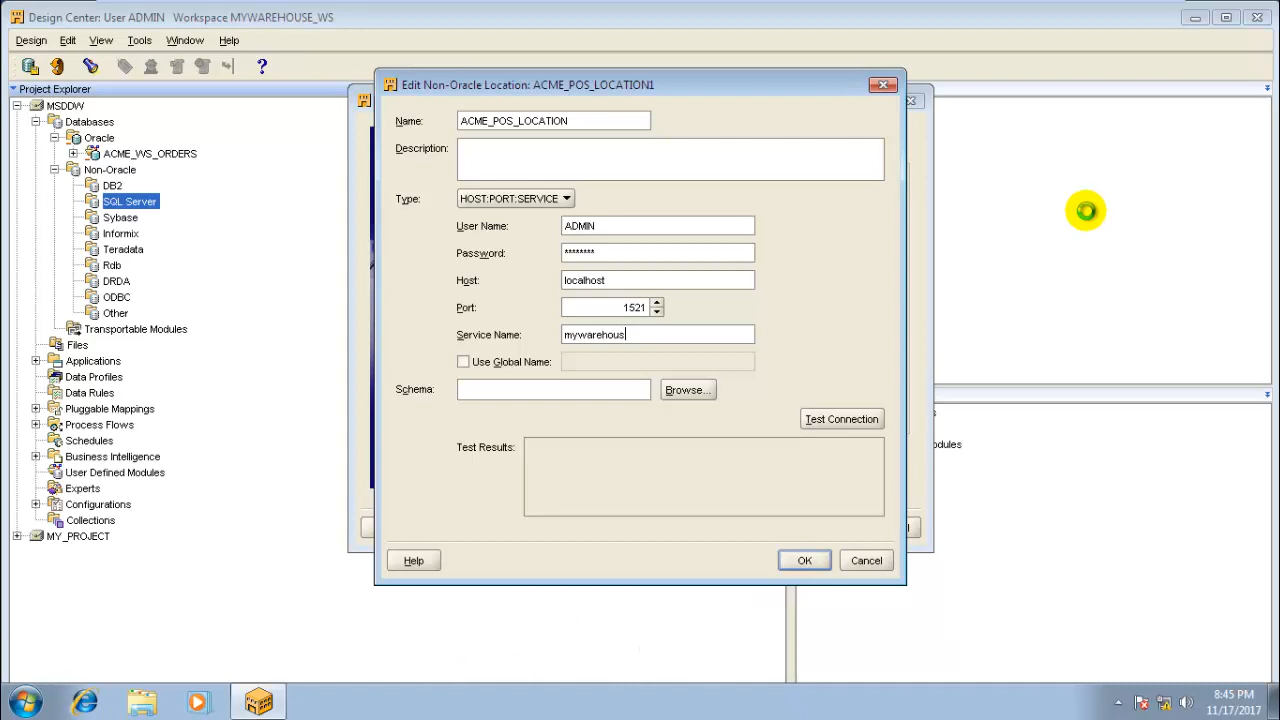 Design Center: User ADMIN Workspace MYWAREHOUSE_WS
Design Edit View Tools Window Help
Project Explorer
MSDDW
Databases
Oracle
ACME_WS_ORDERS
Non-Oracle
DB2
SQL Server
Sybase
Informix
Teradata
Rdb
DRDA
ODBC
Other
Transportable Modules
Files
Applications
Data Profiles
Data Rules
Pluggable Mappings
Process Flows
Schedules
Business Intelligence
User Defined Modules
Experts
Configurations
Collections
MY_PROJECT
Edit Non-Oracle Location: ACME_POS_LOCATION1
Name: ACME_POS_LOCATION
Description:
Type: HOST:PORT:SERVICE
User Name: ADMIN
Password: ********
Host: localhost
Port: 1521
Service Name: mywarehous
Use Global Name:
Schema: Browse...
Test Connection
Test Results:
Help OK Cancel
8:45 PM
11/17/2017